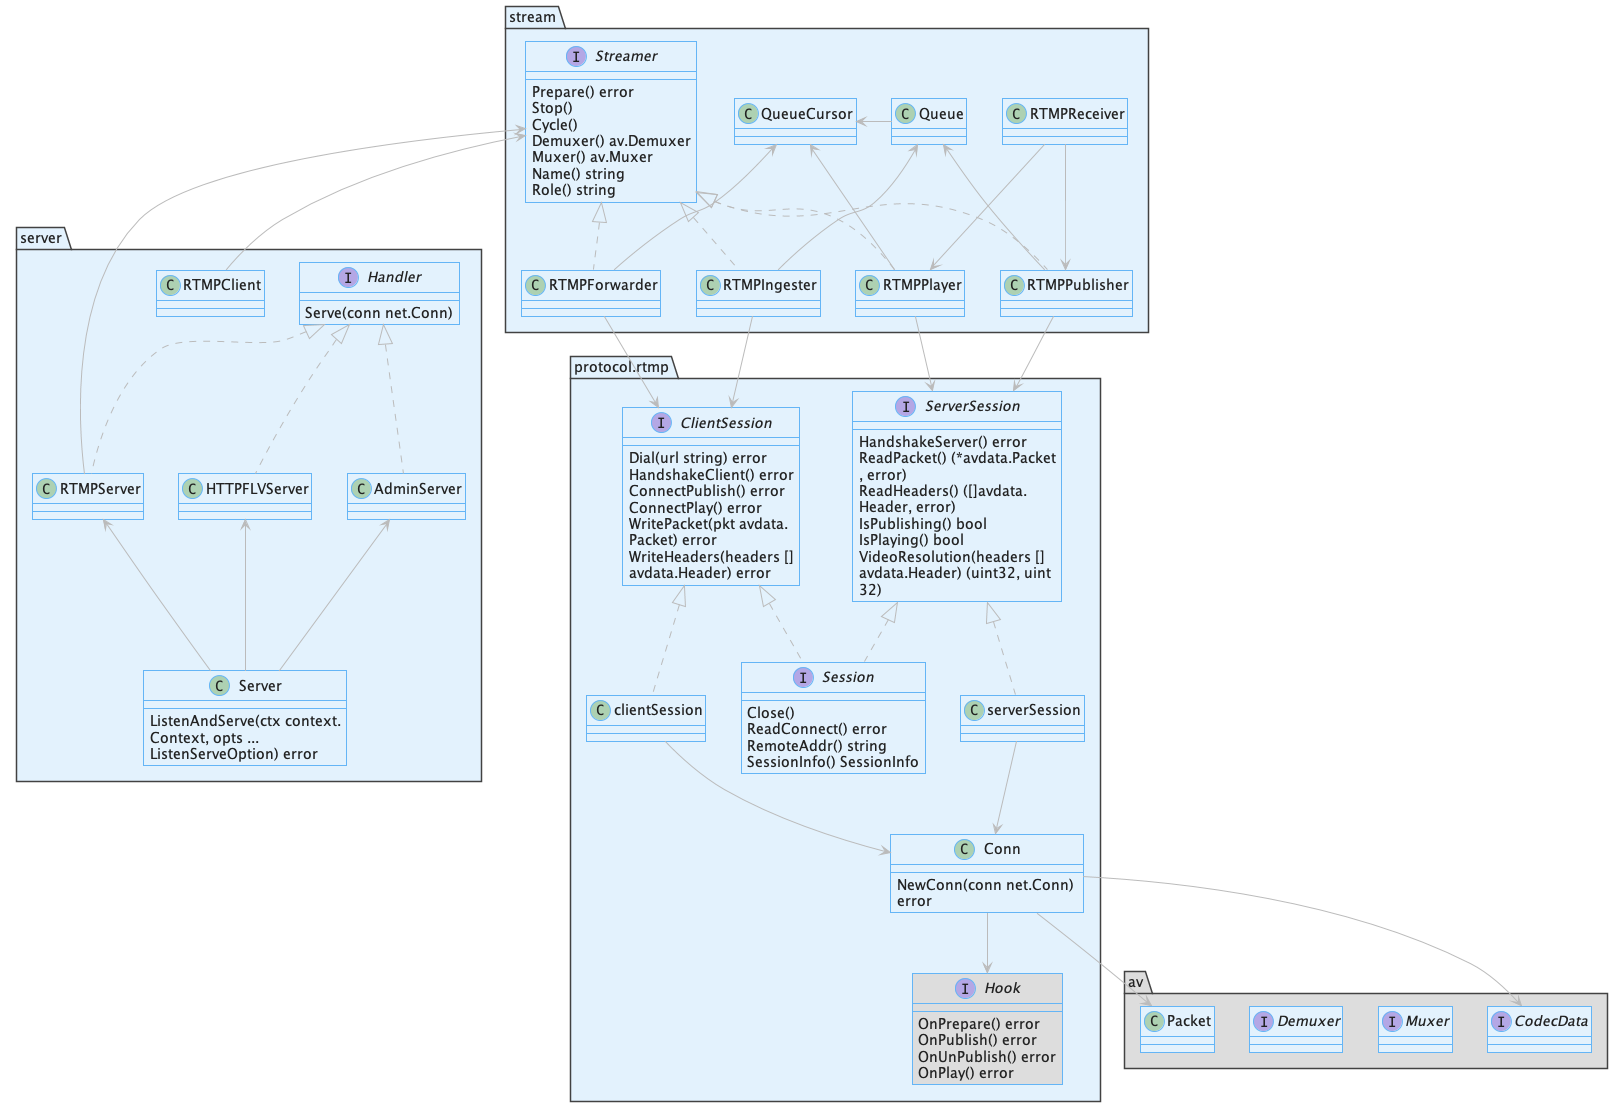 stream
I Streamer
Prepare() error
Stop()
Cycle()
Demuxer() av.Demuxer
Muxer() av.Muxer
Name() string
Role() string
C QueueCursor
C Queue
C RTMPReceiver
C RTMPForwarder
C RTMPIngester
C RTMPPlayer
C RTMPPublisher
server
C RTMPClient
I Handler
Serve(conn net.Conn)
C RTMPServer
C HTTPFLVServer
C AdminServer
C Server
ListenAndServe(ctx context.
Context, opts ...
ListenServeOption) error
protocol.rtmp
I ClientSession
Dial(url string) error
HandshakeClient() error
ConnectPublish() error
ConnectPlay() error
WritePacket(pkt avdata.
Packet) error
WriteHeaders(headers []
avdata.Header) error
I ServerSession
HandshakeServer() error
ReadPacket() (*avdata.Packet
, error)
ReadHeaders() ([]avdata.
Header, error)
IsPublishing() bool
IsPlaying() bool
VideoResolution(headers []
avdata.Header) (uint32, uint
32)
C clientSession
I Session
Close()
ReadConnect() error
RemoteAddr() string
SessionInfo() SessionInfo
C serverSession
C Conn
NewConn(conn net.Conn)
error
I Hook
OnPrepare() error
OnPublish() error
OnUnPublish() error
OnPlay() error
av
C Packet
I Demuxer
I Muxer
I CodecData